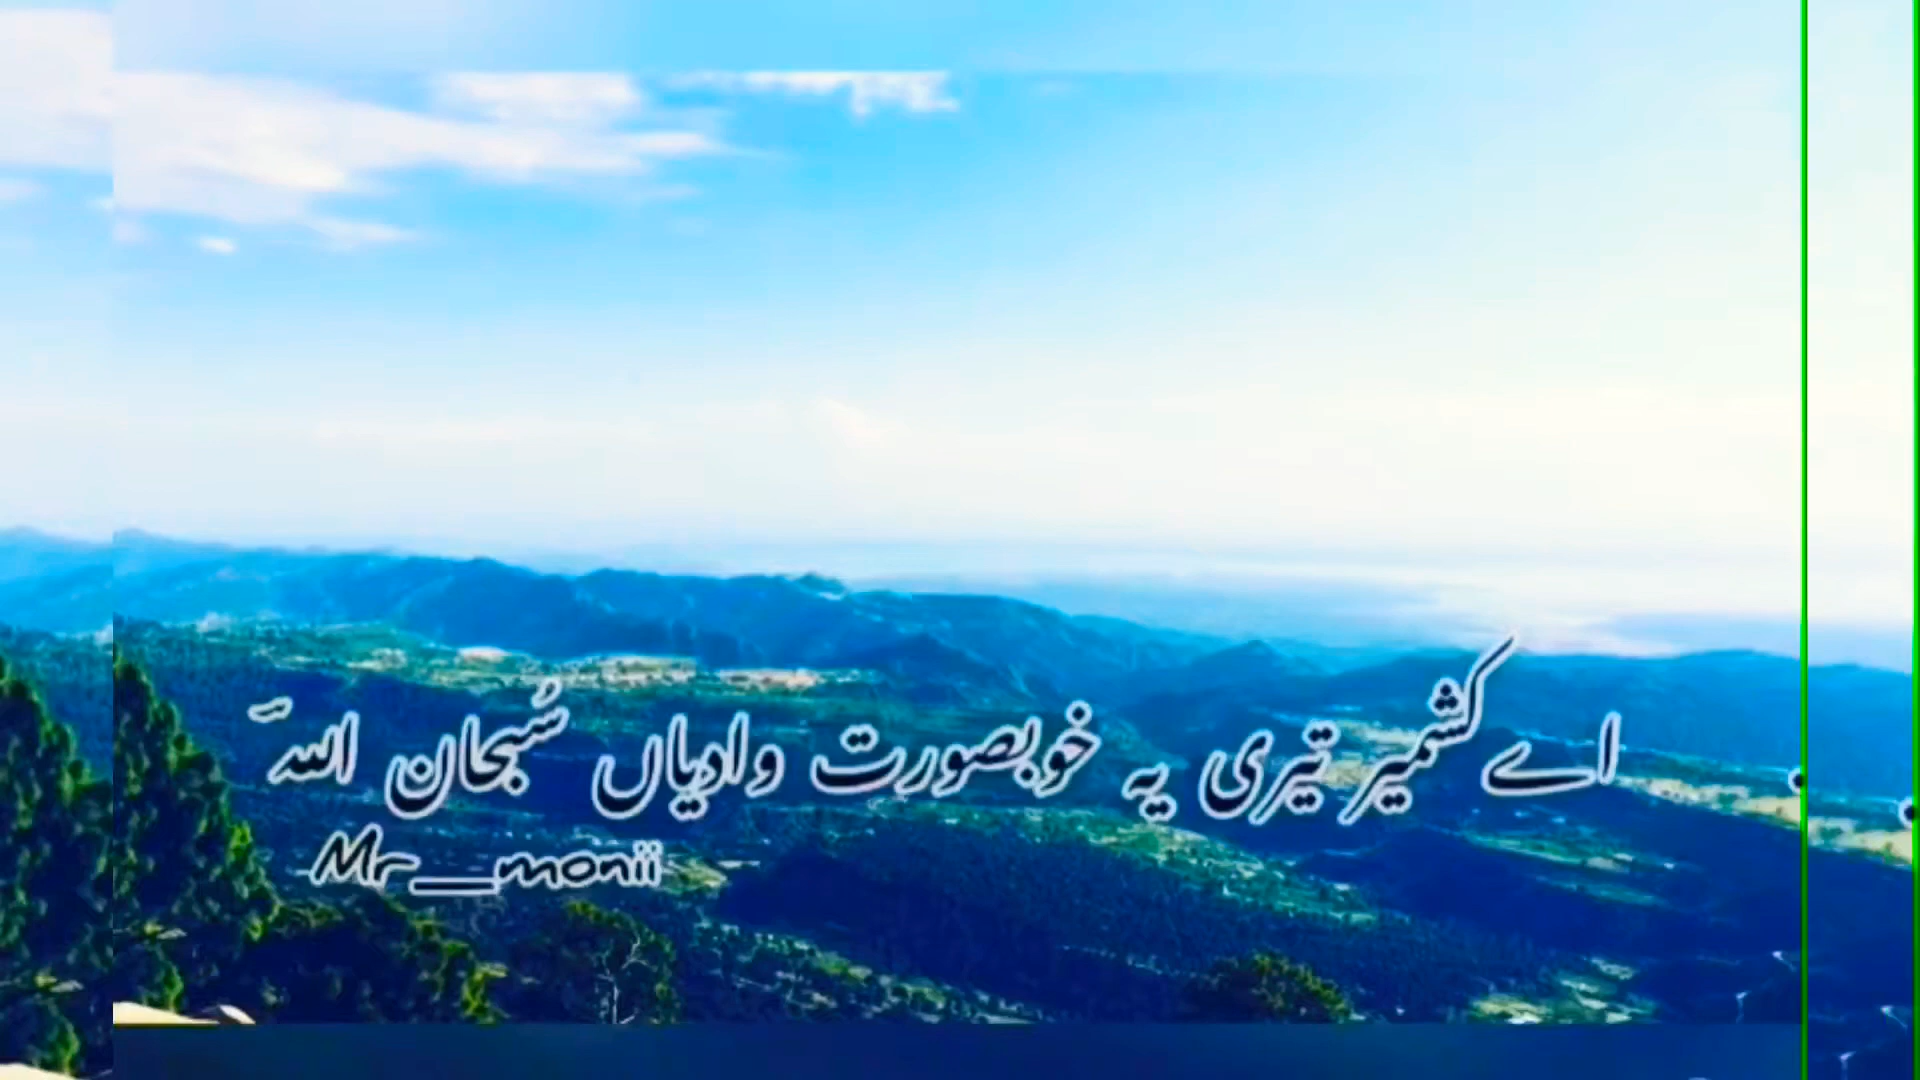 اے کشمیر تیری یہ خوبصورت وادیاں سُبحان اللہ
Mr__monii